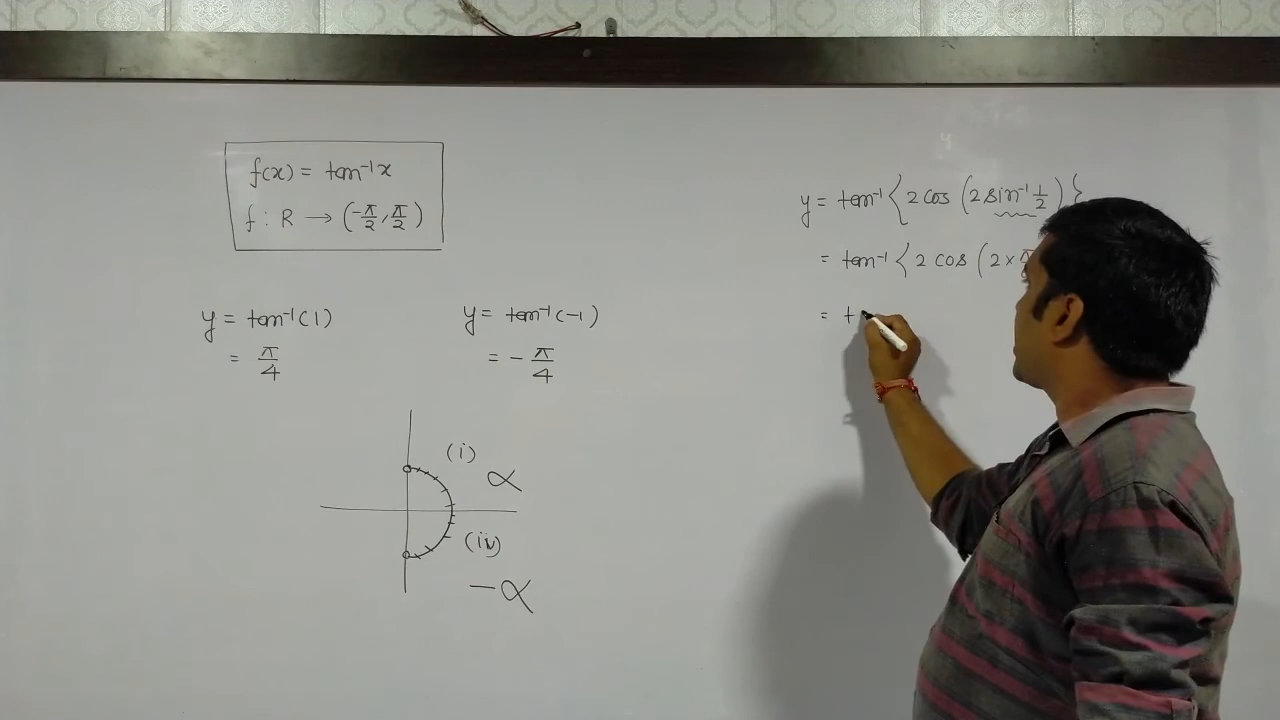 f(x) = tan⁻¹x
f : R → (-π/2, π/2)
y = tan⁻¹(1)
= π/4
y = tan⁻¹(-1)
= - π/4
(i)
α
(iv)
-α
y = tan⁻¹{2 cos (2 sin⁻¹ 1/2)}
= tan⁻¹{2 cos (2 × π
= t